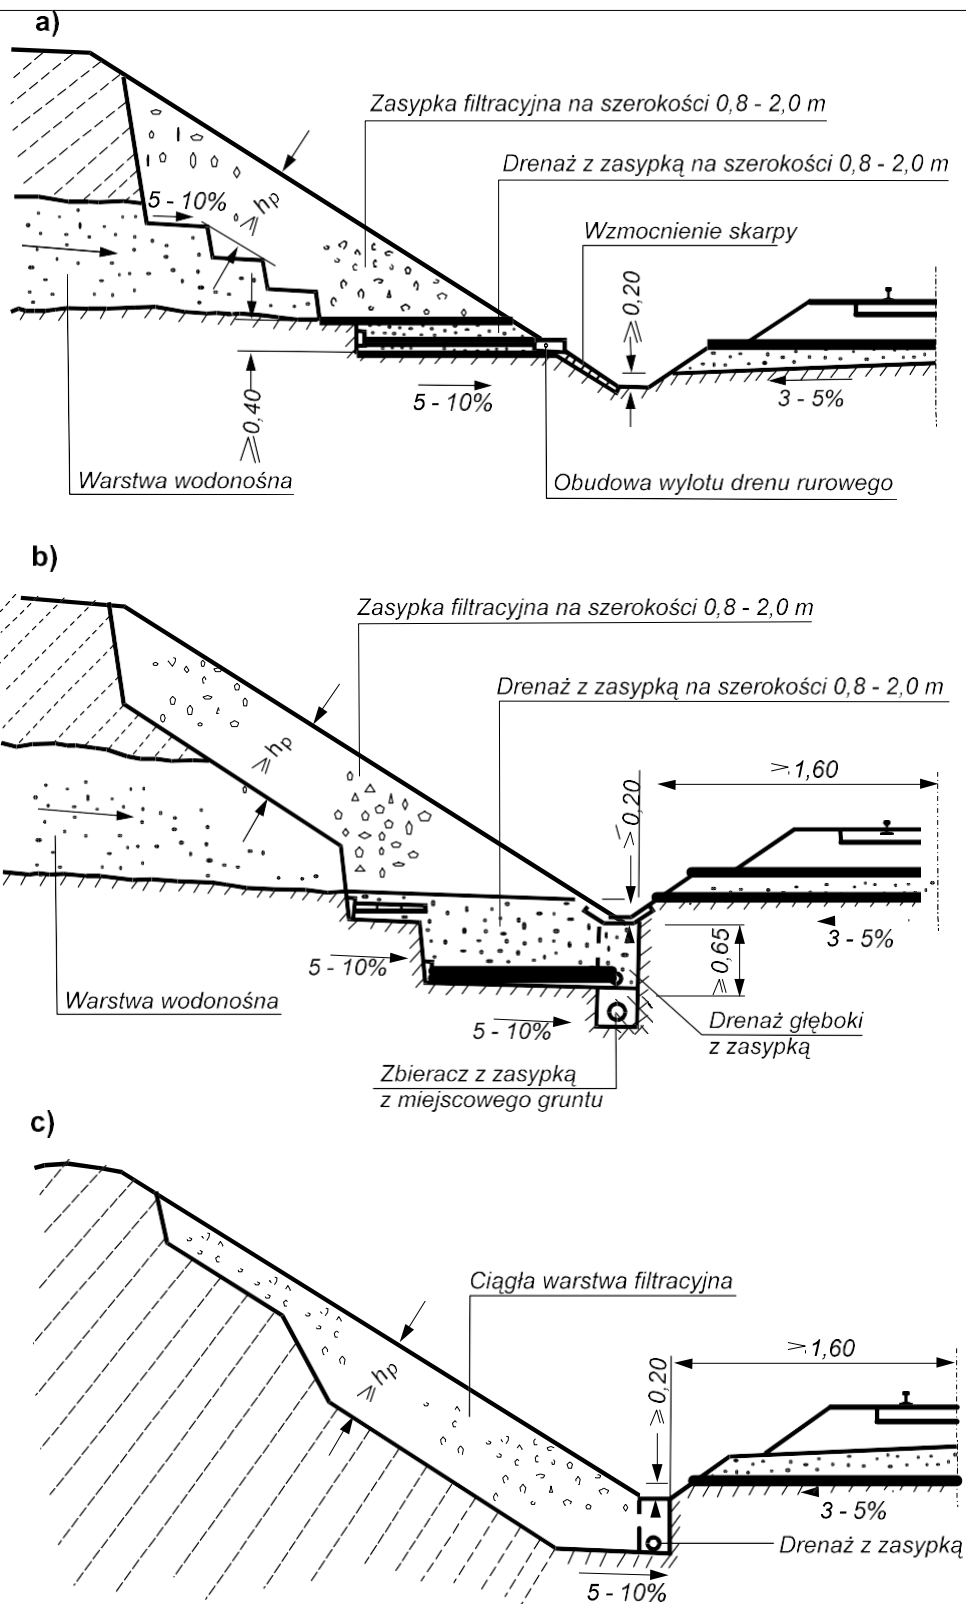 a)
Zasypka filtracyjna na szerokości 0,8 - 2,0 m
Drenaż z zasypką na szerokości 0,8 - 2,0 m
5 - 10%
≥ hp
Wzmocnienie skarpy
≥0,20
5 - 10%
3 - 5%
≥0,40
Warstwa wodonośna
Obudowa wylotu drenu rurowego
b)
Zasypka filtracyjna na szerokości 0,8 - 2,0 m
Drenaż z zasypką na szerokości 0,8 - 2,0 m
≥ hp
≥ 1,60
≥ 0,20
3 - 5%
≥ 0,65
5 - 10%
Warstwa wodonośna
5 - 10%
Drenaż głęboki
z zasypką
Zbieracz z zasypką
z miejscowego gruntu
c)
Ciągła warstwa filtracyjna
≥ 1,60
≥ hp
≥ 0,20
3 - 5%
Drenaż z zasypką
5 - 10%